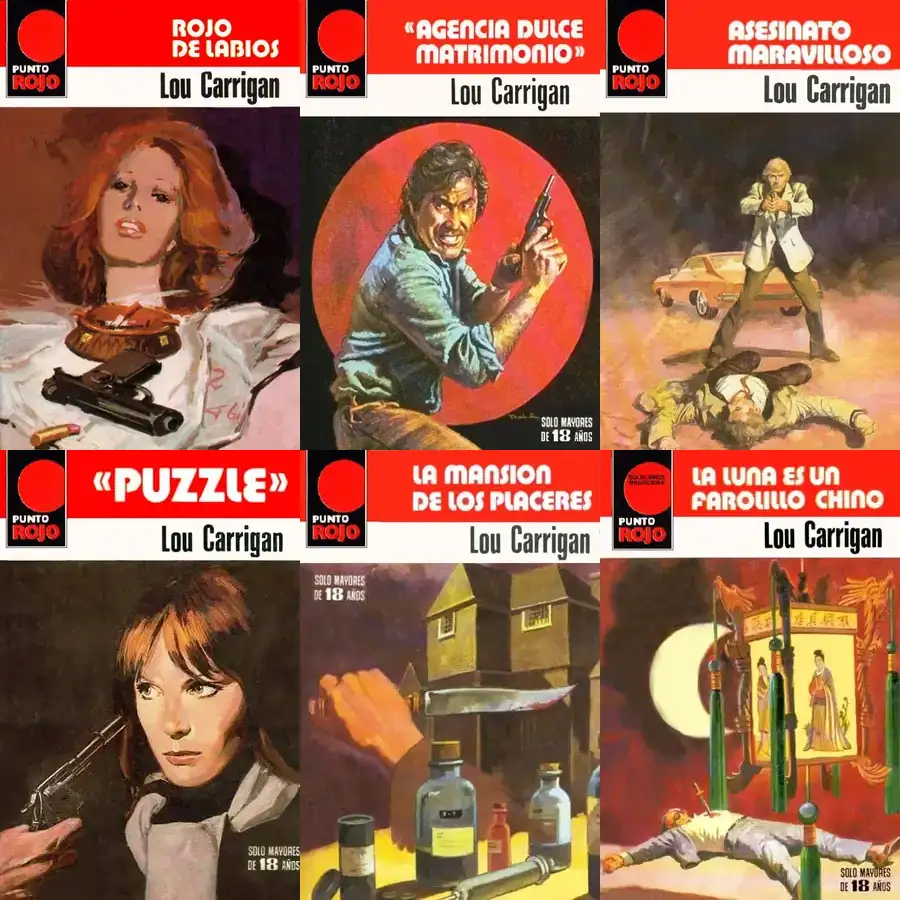 ROJO
DE LABIOS
PUNTO
ROJO
Lou Carrigan
«AGENCIA DULCE
MATRIMONIO»
PUNTO
ROJO
Lou Carrigan
SOLO MAYORES
DE 18 AÑOS
ASESINATO
MARAVILLOSO
PUNTO
ROJO
Lou Carrigan
«PUZZLE»
PUNTO
ROJO
Lou Carrigan
SOLO MAYORES
DE 18 AÑOS
LA MANSION
DE LOS PLACERES
PUNTO
ROJO
Lou Carrigan
SOLO MAYORES
DE 18 AÑOS
BOLSILIBROS
BRUGUERA
LA LUNA ES UN
FAROLILLO CHINO
PUNTO
ROJO
Lou Carrigan
SOLO MAYORES
DE 18 AÑOS